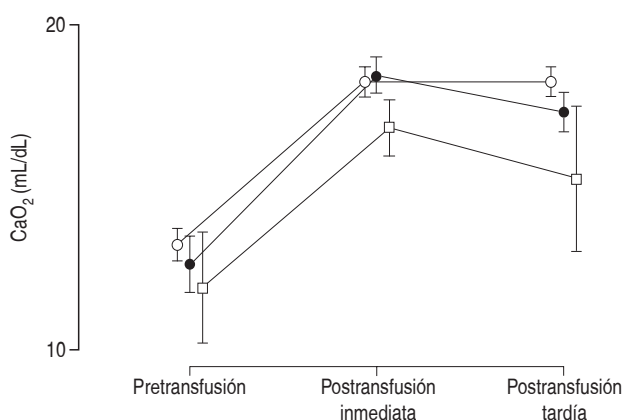 20
CaO₂ (mL/dL)
10
Pretransfusión
Postransfusión
inmediata
Postransfusión
tardía